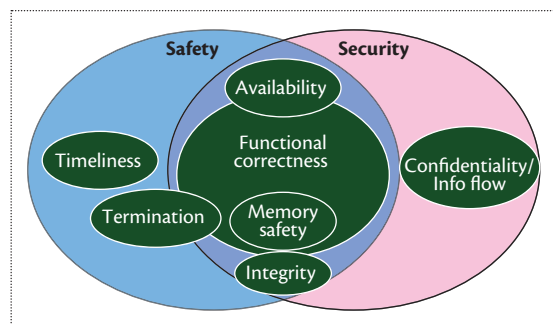 Safety
Security
Availability
Functional
correctness
Timeliness
Confidentiality/
Info flow
Termination
Memory
safety
Integrity